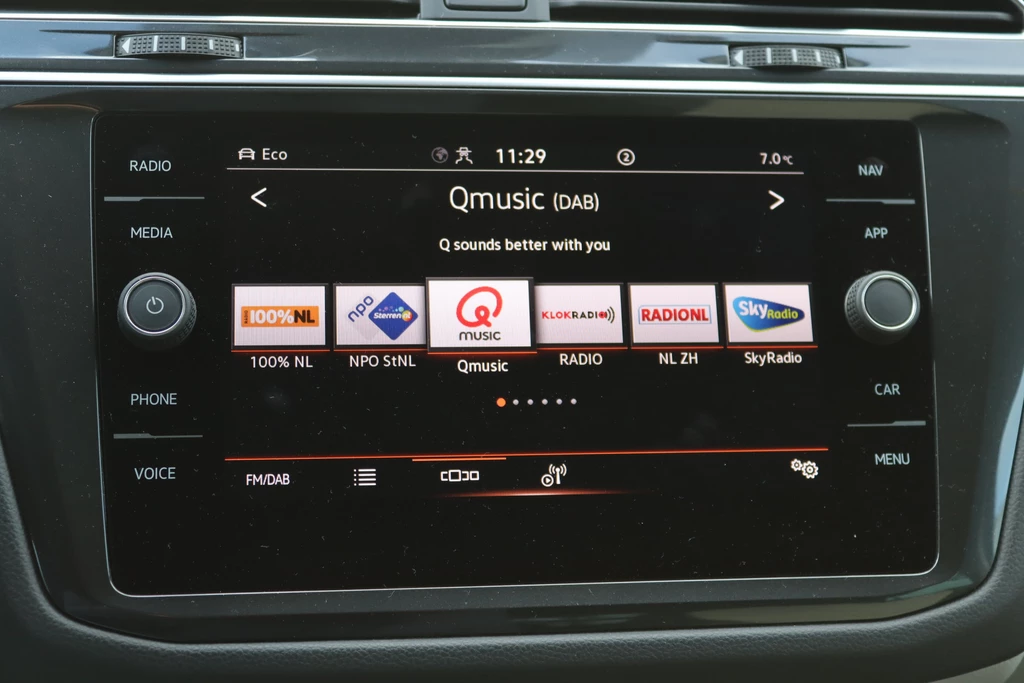 RADIO
MEDIA
PHONE
VOICE
Eco
11:29
2
7.0°C
<
Qmusic (DAB)
>
Q sounds better with you
100%NL
npo Sterren nl
Q MUSIC
KLOKRADIO
RADIONL
Sky Radio
100% NL
NPO StNL
Qmusic
RADIO
NL ZH
SkyRadio
FM/DAB
NAV
APP
CAR
MENU